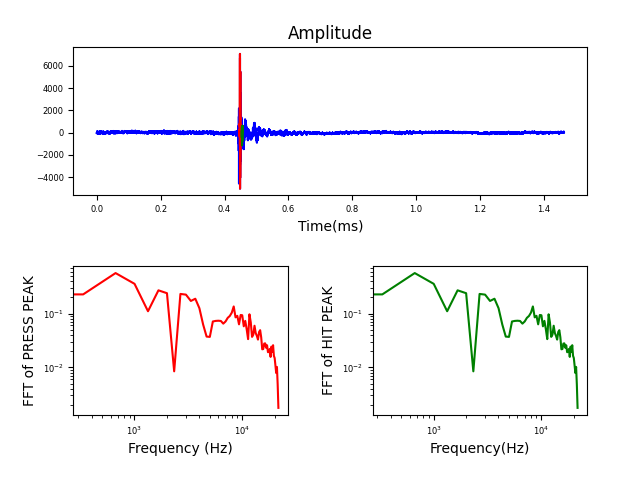 Amplitude
6000
4000
2000
0
−2000
−4000
0.0 0.2 0.4 0.6 0.8 1.0 1.2 1.4
Time(ms)
FFT of PRESS PEAK
10⁻¹
10⁻²
10³ 10⁴
Frequency (Hz)
FFT of HIT PEAK
10⁻¹
10⁻²
10³ 10⁴
Frequency(Hz)